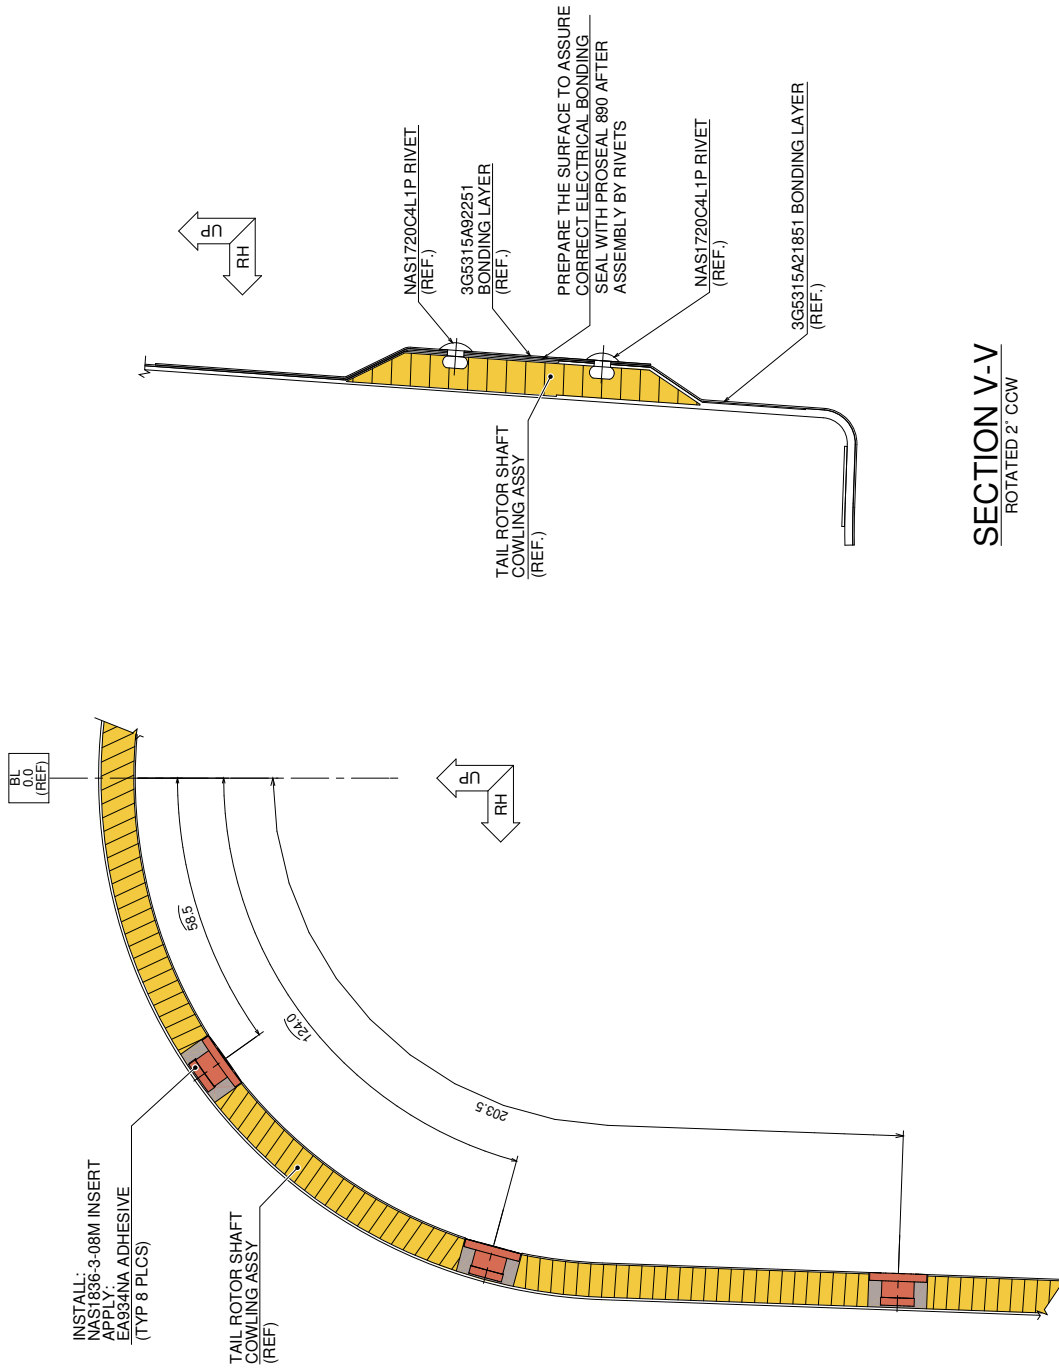 BL
0.0
(REF)
UP
RH
58.5
124.0
203.5
INSTALL:
NAS1836-3-08M INSERT
APPLY:
EA934NA ADHESIVE
(TYP 8 PLCS)
TAIL ROTOR SHAFT
COWLING ASSY
(REF)
UP
RH
NAS1720C4L1P RIVET
(REF.)
3G5315A92251
BONDING LAYER
(REF.)
PREPARE THE SURFACE TO ASSURE
CORRECT ELECTRICAL BONDING
SEAL WITH PROSEAL 890 AFTER
ASSEMBLY BY RIVETS
NAS1720C4L1P RIVET
(REF.)
3G5315A21851 BONDING LAYER
(REF.)
TAIL ROTOR SHAFT
COWLING ASSY
(REF.)
SECTION V-V
ROTATED 2° CCW